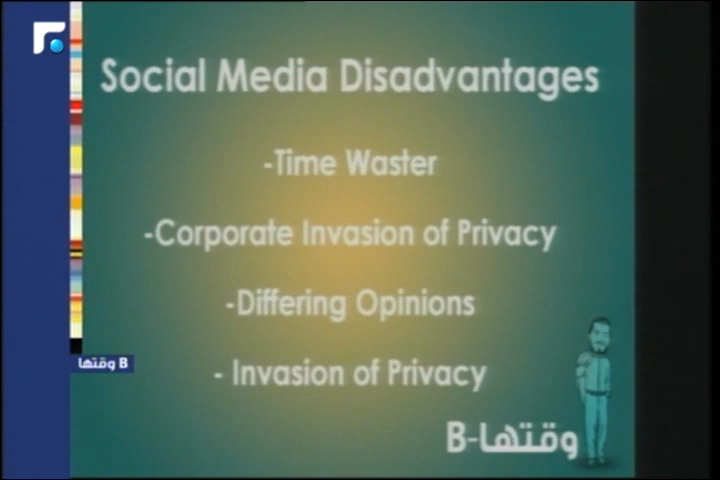 Social Media Disadvantages
-Time Waster
-Corporate Invasion of Privacy
-Differing Opinions
- Invasion of Privacy
B وقتها
B-وقتها